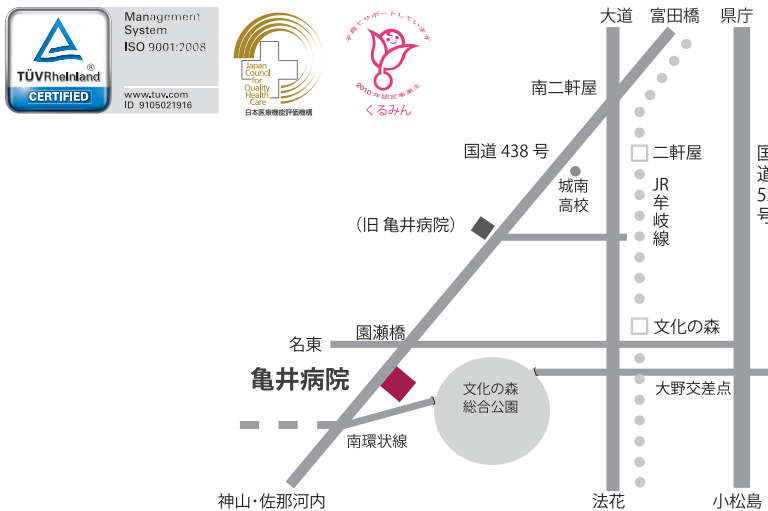 Management
System
ISO 9001:2008
TÜVRheinland
®
CERTIFIED
www.tuv.com
ID 9105021916
Japan
Council
for
Quality
Health
Care
日本医療機能評価機構
子育てサポートしています
2010年認定事業主
くるみん
大道
富田橋
県庁
南二軒屋
国道 438 号
二軒屋
城南
高校
JR牟岐線
国道5
号
（旧 亀井病院）
文化の森
園瀬橋
名東
亀井病院
文化の森
総合公園
大野交差点
南環状線
神山・佐那河内
法花
小松島